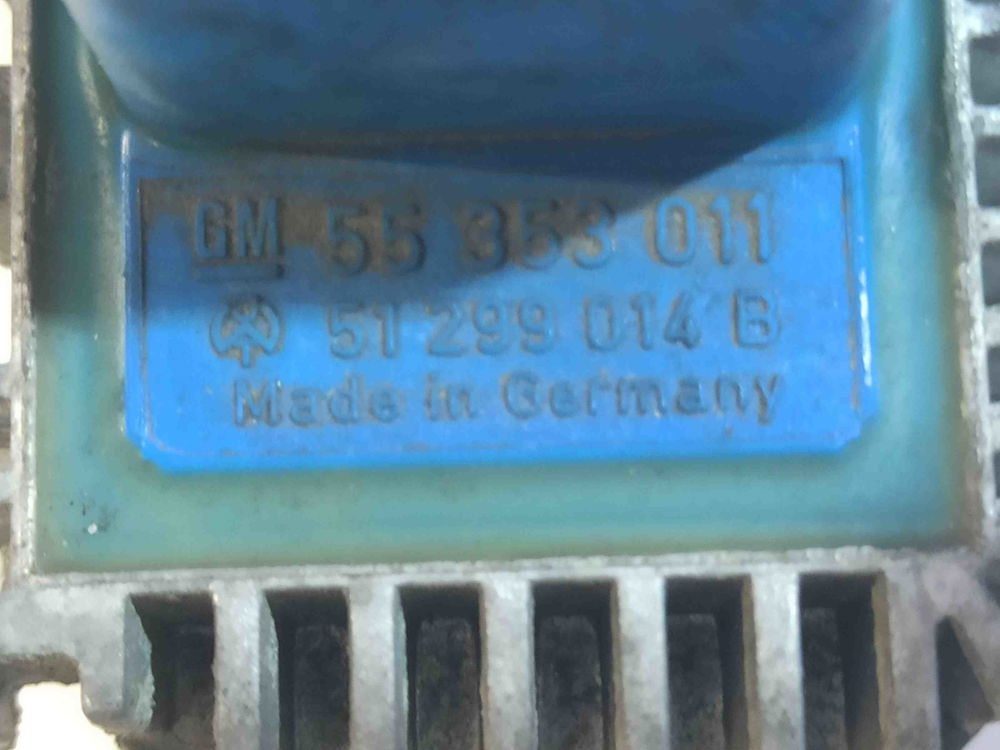 GM 55 353 011
51 299 014 B
Made in Germany